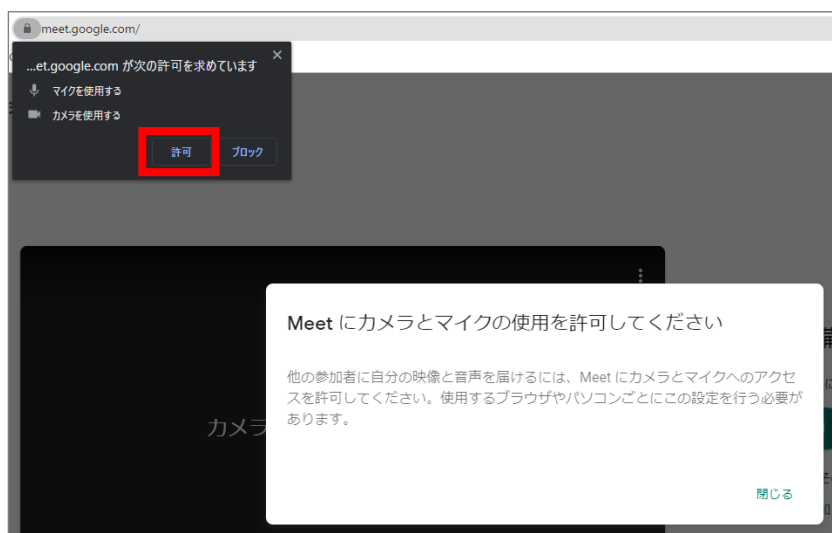 meet.google.com/
...et.google.com が次の許可を求めています
マイクを使用する
カメラを使用する
許可 ブロック
Meet にカメラとマイクの使用を許可してください
他の参加者に自分の映像と音声を届けるには、Meet にカメラとマイクへのアクセ
スを許可してください。使用するブラウザやパソコンごとにこの設定を行う必要が
あります。
カメラ
閉じる